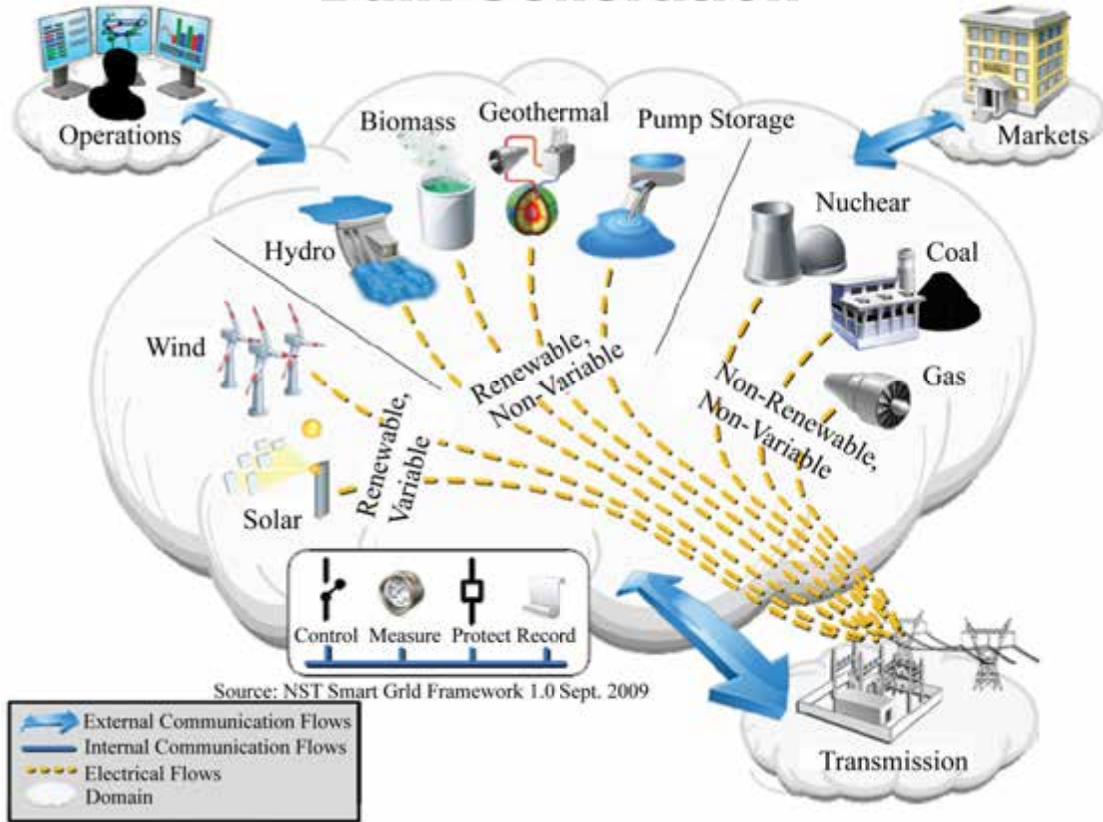 Bulk Generation
Operations
Markets
Biomass
Geothermal
Pump Storage
Hydro
Nuchear
Coal
Wind
Gas
Renewable,
Non-Variable
Non-Renewable,
Non-Variable
Renewable,
Variable
Solar
Control Measure Protect Record
Source: NST Smart Grld Framework 1.0 Sept. 2009
External Communication Flows
Internal Communication Flows
Electrical Flows
Domain
Transmission